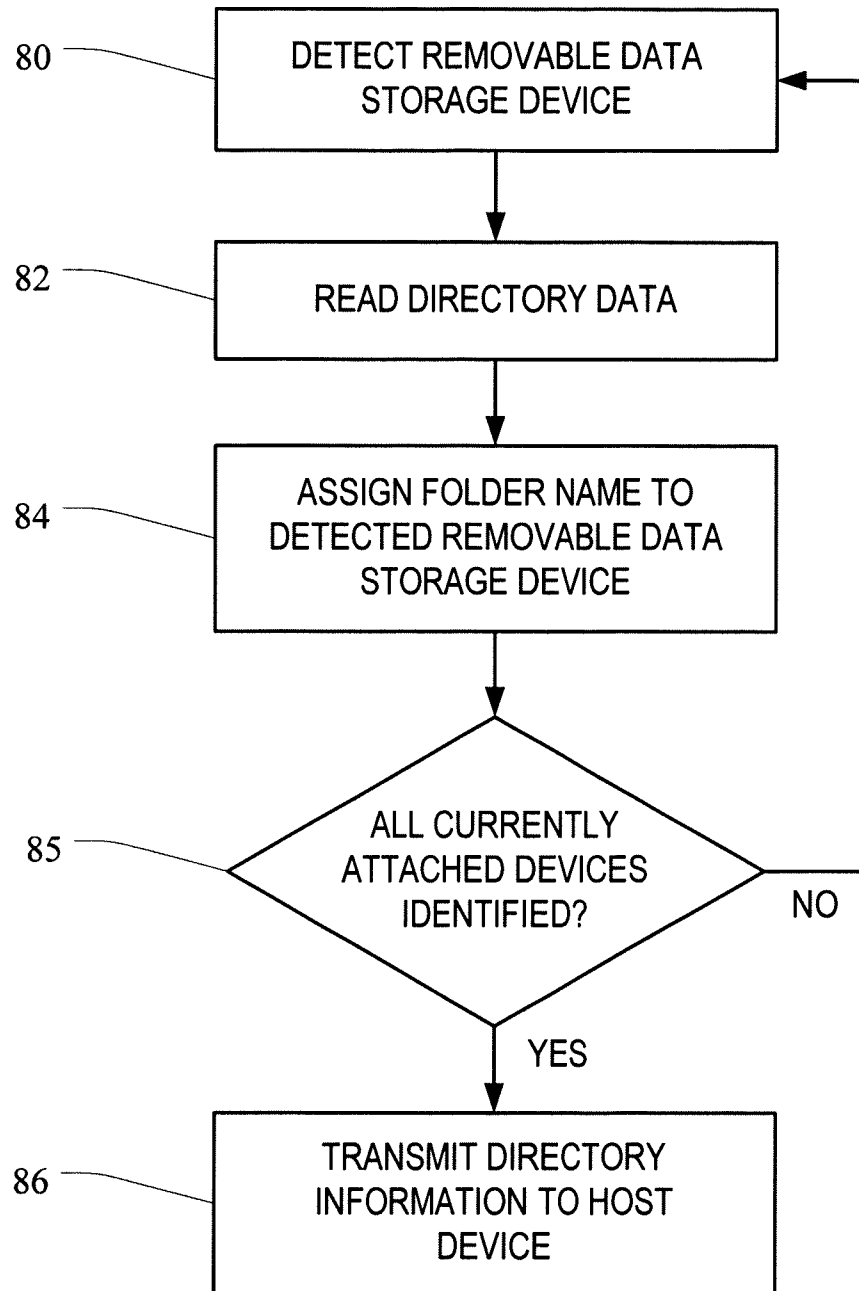 80
DETECT REMOVABLE DATA
STORAGE DEVICE
82
READ DIRECTORY DATA
84
ASSIGN FOLDER NAME TO
DETECTED REMOVABLE DATA
STORAGE DEVICE
85
ALL CURRENTLY
ATTACHED DEVICES
IDENTIFIED?
NO
YES
86
TRANSMIT DIRECTORY
INFORMATION TO HOST
DEVICE